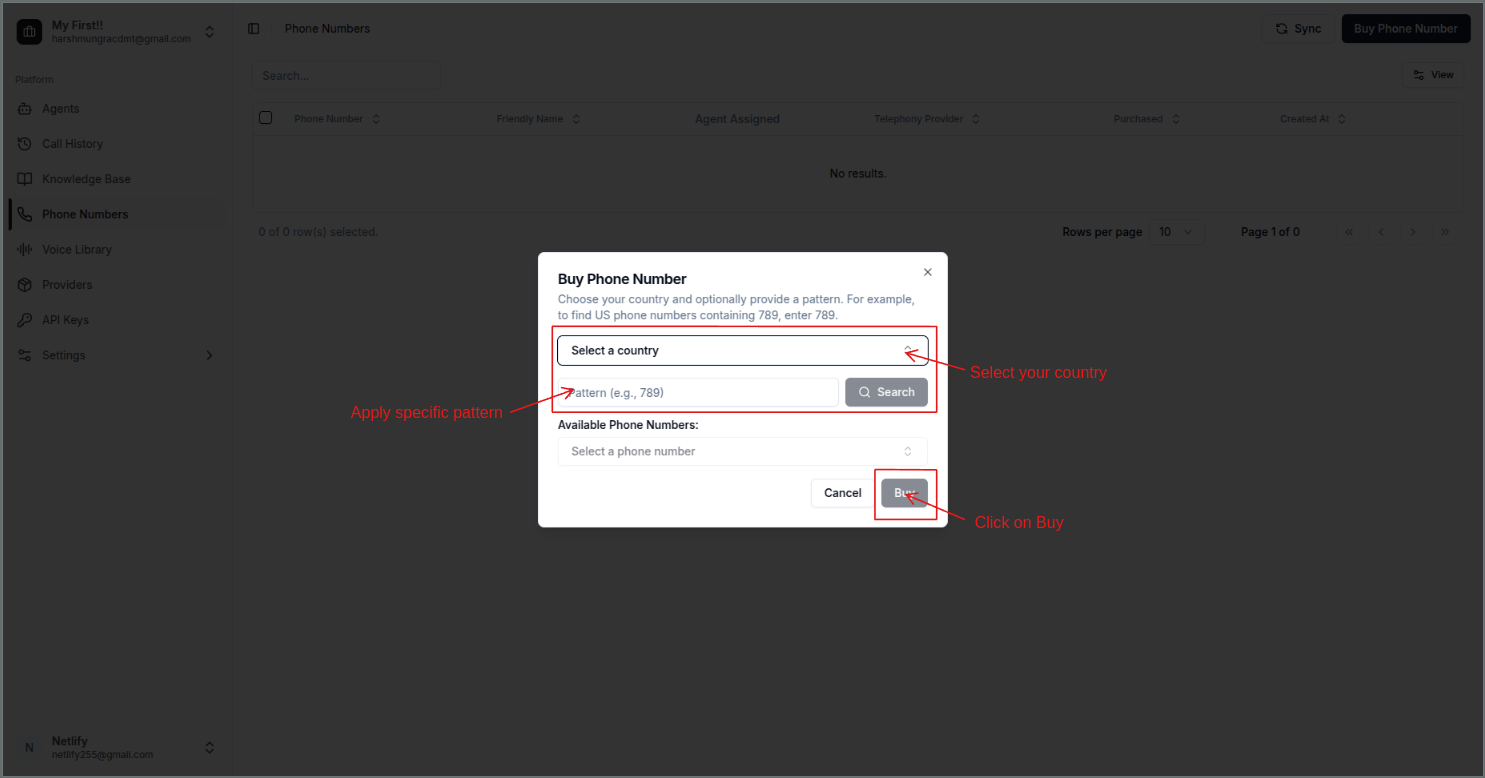 My First!!
harshmungracdmt@gmail.com
Phone Numbers
Sync
Buy Phone Number
Platform
Search...
View
Agents
Call History
Knowledge Base
Phone Numbers
Voice Library
Providers
API Keys
Settings
Phone Number
Friendly Name
Agent Assigned
Telephony Provider
Purchased
Created At
No results.
0 of 0 row(s) selected.
Rows per page
10
Page 1 of 0
Buy Phone Number
Choose your country and optionally provide a pattern. For example,
to find US phone numbers containing 789, enter 789.
Select a country
Select your country
Pattern (e.g., 789)
Search
Apply specific pattern
Available Phone Numbers:
Select a phone number
Cancel
Buy
Click on Buy
N
Netlify
netlify255@gmail.com